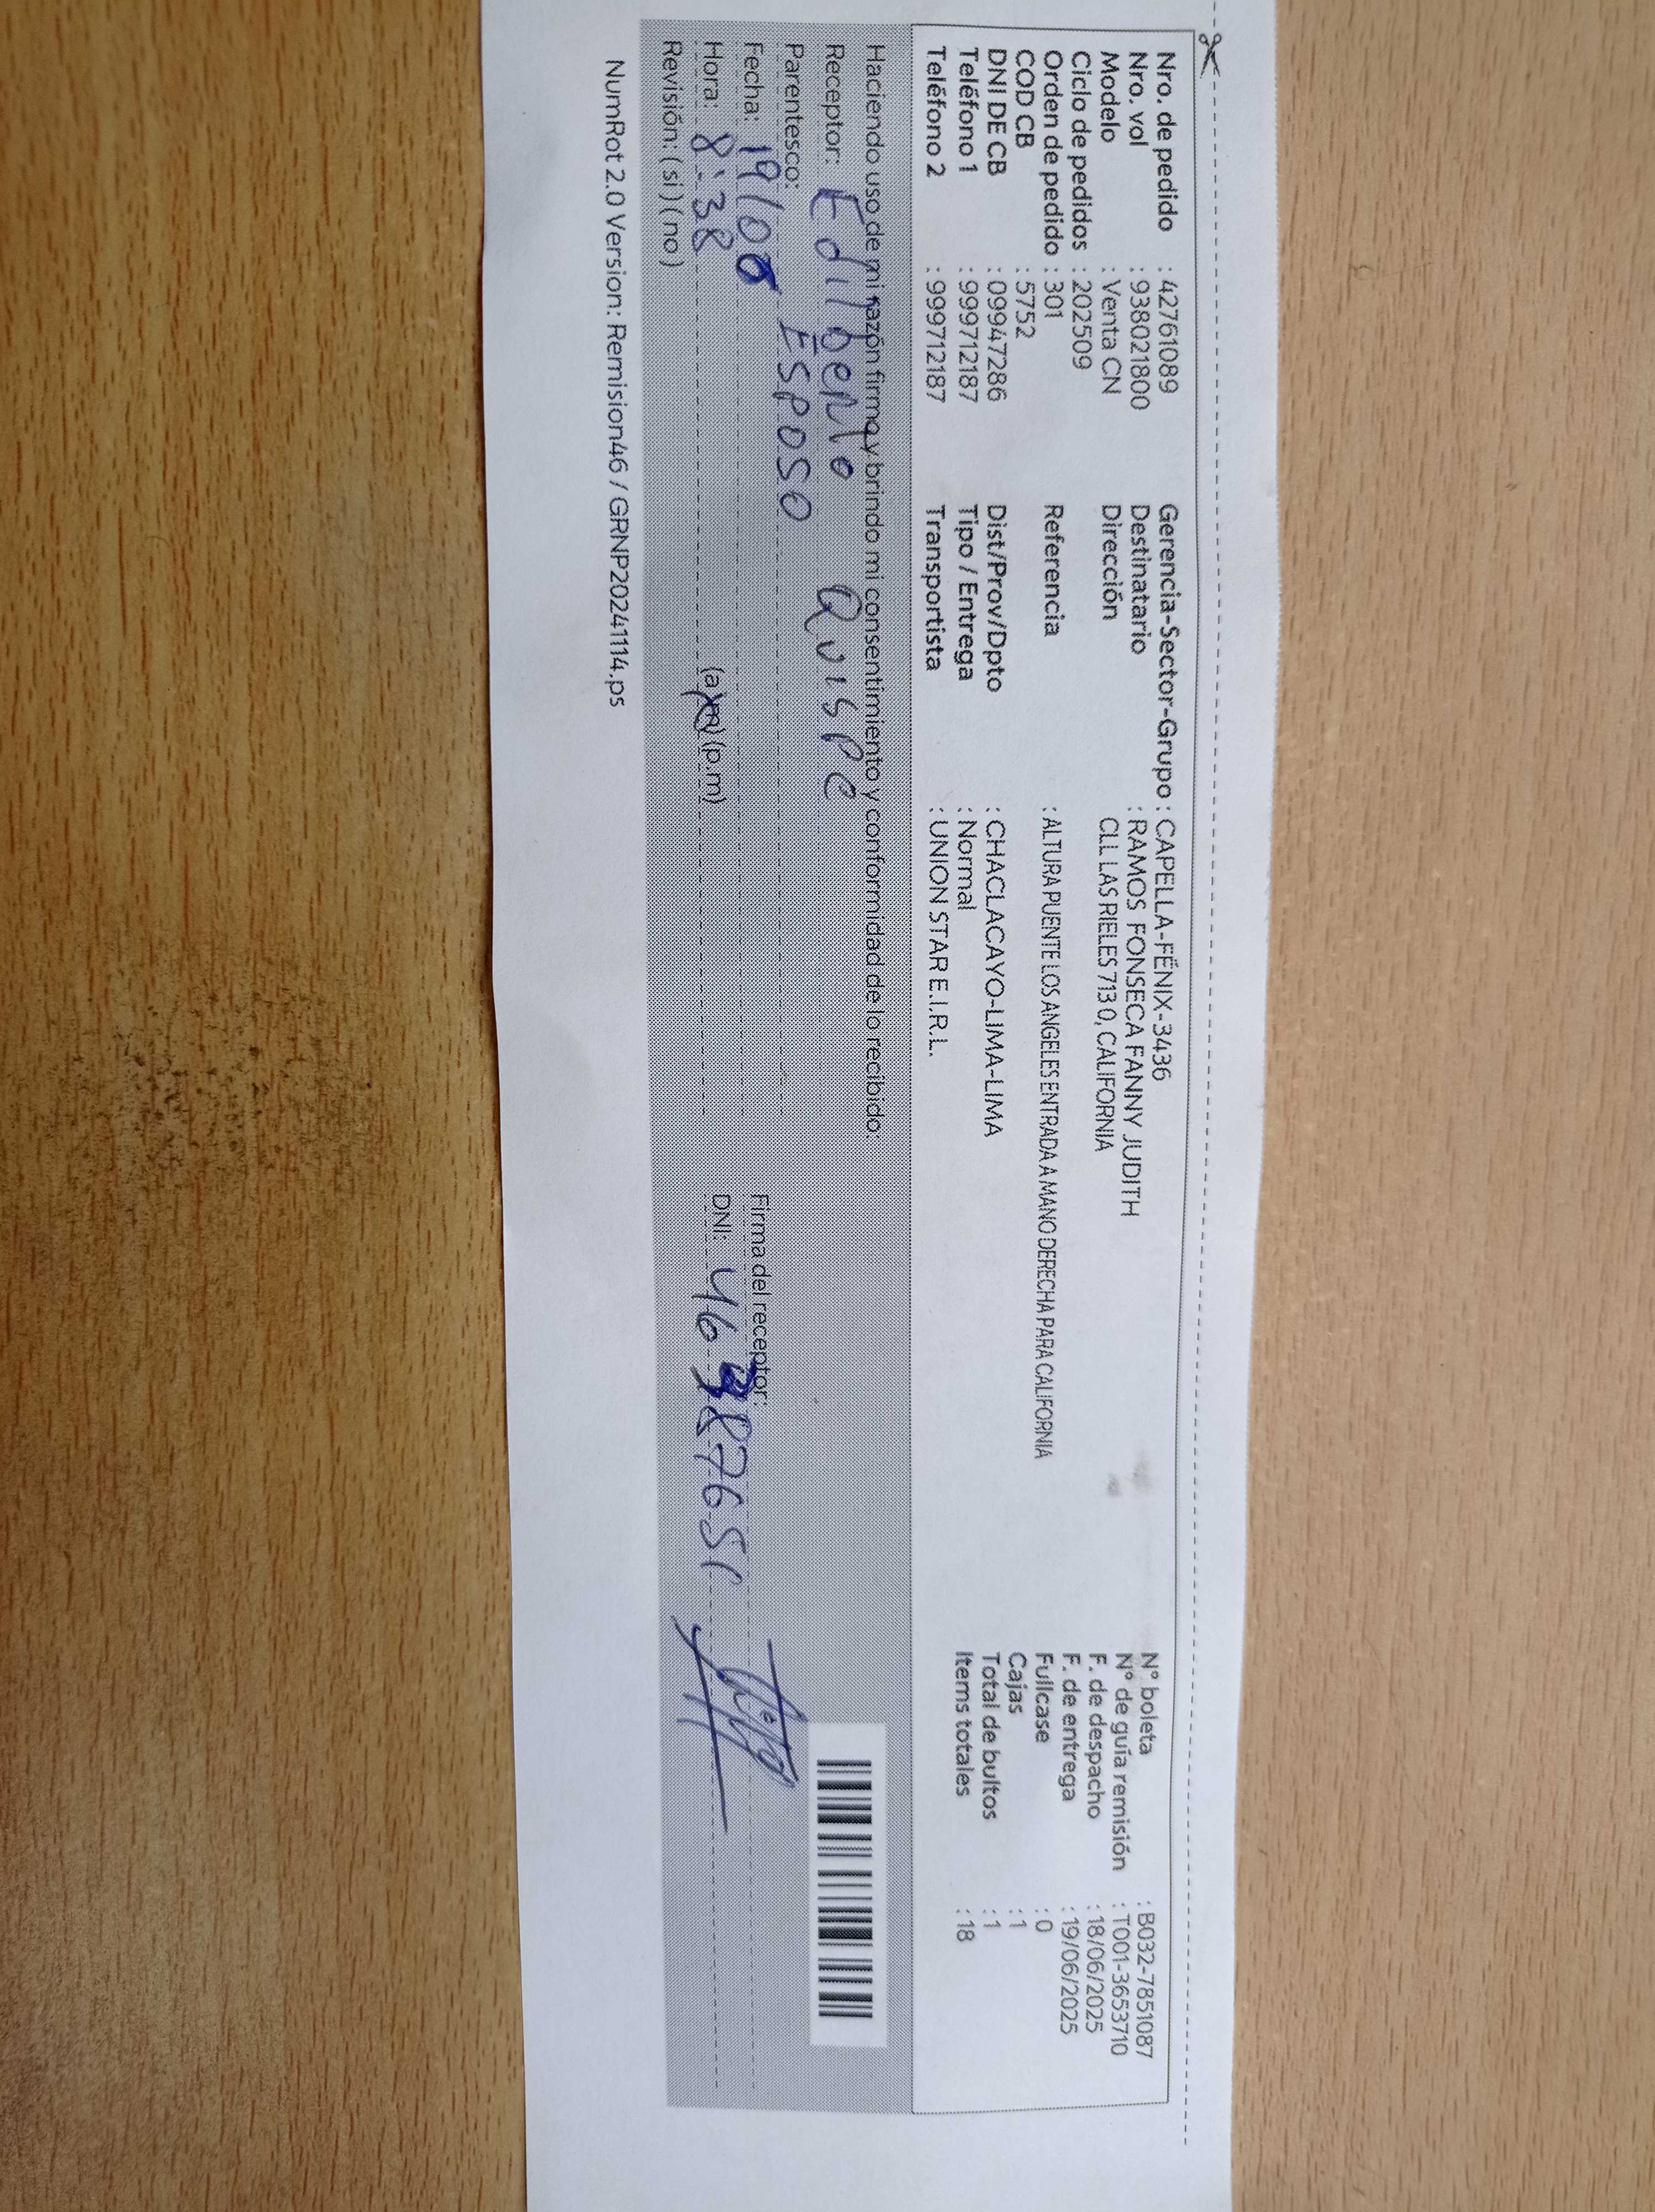 Nro. de pedido : 42761089
Nro. vol : 938021800
Modelo : Venta CN
Ciclo de pedidos : 202509
Orden de pedido : 301
COD CB : 5752
DNI DE CB : 09947286
Teléfono 1 : 999712187
Teléfono 2 : 999712187
Gerencia-Sector-Grupo : CAPELLA-FËNIX-3436
Destinatario : RAMOS FONSECA FANNY JUDITH
Dirección CLL LAS RIELES 713 0, CALIFORNIA
Referencia : ALTURA PUENTE LOS ANGELES ENTRADA A MANO DERECHA PARA CALIFORNIA
Dist/Prov/Dpto : CHACLACAYO-LIMA-LIMA
Tipo / Entrega : Normal
Transportista : UNION STAR E.I.R.L.
N° boleta : B032-7851087
N° de guía remisión : T001-3653710
F. de despacho : 18/06/2025
F. de entrega : 19/06/2025
Fullcase : 0
Cajas : 1
Total de bultos : 1
Items totales : 18
Haciendo uso de mi razón firmo y brindo mi consentimiento y conformidad de lo recibido:
Receptor: Edilberto Quispe
Parentesco: Esposo
Fecha: 19/06
Hora: 8:38 (a.m) (p.m)
Revisión: ( si ) ( no )
Firma del receptor:
DNI:
NumRot 2.0 Version: Remision46 / GRNP20241114.ps